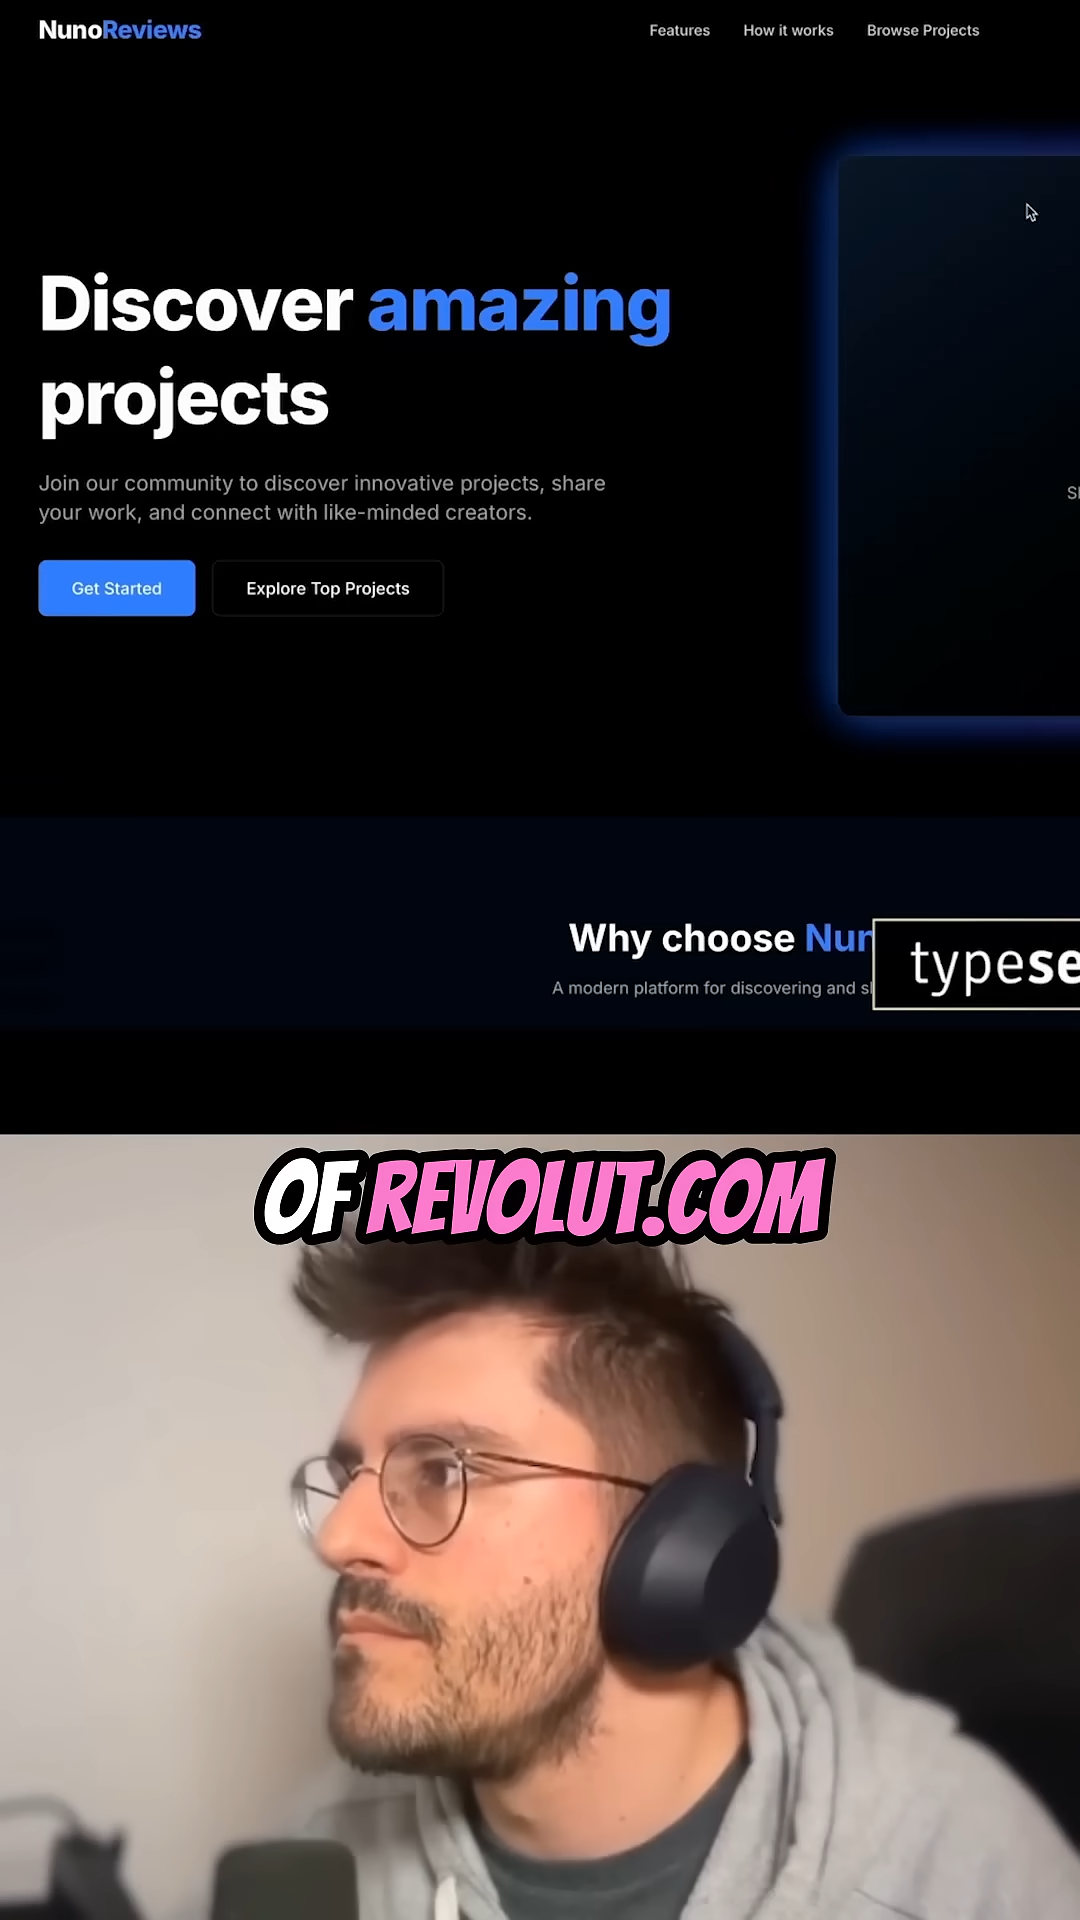 NunoReviews
Features How it works Browse Projects
Discover amazing
projects
Join our community to discover innovative projects, share
your work, and connect with like-minded creators.
Get Started Explore Top Projects
Why choose
A modern platform for discovering and
OF REVOLUT.COM